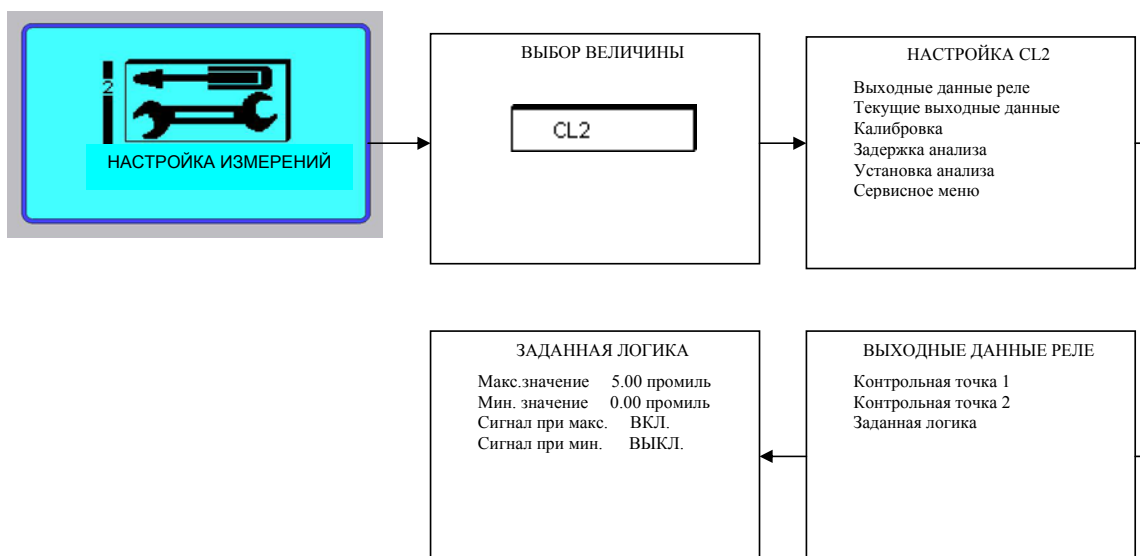 2
НАСТРОЙКА ИЗМЕРЕНИЙ
ВЫБОР ВЕЛИЧИНЫ
CL2
НАСТРОЙКА CL2
Выходные данные реле
Текущие выходные данные
Калибровка
Задержка анализа
Установка анализа
Сервисное меню
ЗАДАННАЯ ЛОГИКА
Макс.значение 5.00 промиль
Мин. значение 0.00 промиль
Сигнал при макс. ВКЛ.
Сигнал при мин. ВЫКЛ.
ВЫХОДНЫЕ ДАННЫЕ РЕЛЕ
Контрольная точка 1
Контрольная точка 2
Заданная логика